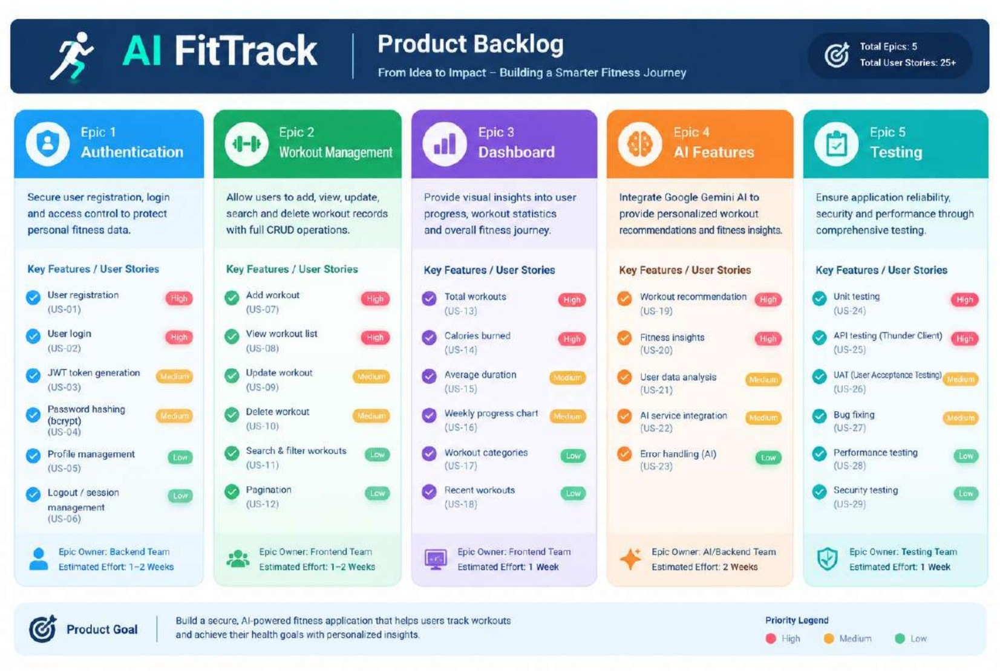 AI FitTrack
Product Backlog
From Idea to Impact – Building a Smarter Fitness Journey
Total Epics: 5
Total User Stories: 25+
Epic 1
Authentication
Secure user registration, login
and access control to protect
personal fitness data.
Key Features / User Stories
User registration
(US-01)
High
User login
(US-02)
High
JWT token generation
(US-03)
Medium
Password hashing
(bcrypt)
(US-04)
Medium
Profile management
(US-05)
Low
Logout / session
management
(US-06)
Low
Epic Owner: Backend Team
Estimated Effort: 1–2 Weeks
Epic 2
Workout Management
Allow users to add, view, update,
search and delete workout records
with full CRUD operations.
Key Features / User Stories
Add workout
(US-07)
High
View workout list
(US-08)
High
Update workout
(US-09)
Medium
Delete workout
(US-10)
Medium
Search & filter workouts
(US-11)
Low
Pagination
(US-12)
Low
Epic Owner: Frontend Team
Estimated Effort: 1–2 Weeks
Epic 3
Dashboard
Provide visual insights into user
progress, workout statistics
and overall fitness journey.
Key Features / User Stories
Total workouts
(US-13)
High
Calories burned
(US-14)
High
Average duration
(US-15)
Medium
Weekly progress chart
(US-16)
Medium
Workout categories
(US-17)
Low
Recent workouts
(US-18)
Low
Epic Owner: Frontend Team
Estimated Effort: 1 Week
Epic 4
AI Features
Integrate Google Gemini AI to
provide personalized workout
recommendations and fitness insights.
Key Features / User Stories
Workout recommendation
(US-19)
High
Fitness insights
(US-20)
High
User data analysis
(US-21)
Medium
AI service integration
(US-22)
Medium
Error handling (AI)
(US-23)
Low
Epic Owner: AI/Backend Team
Estimated Effort: 2 Weeks
Epic 5
Testing
Ensure application reliability,
security and performance through
comprehensive testing.
Key Features / User Stories
Unit testing
(US-24)
High
API testing (Thunder Client)
(US-25)
High
UAT (User Acceptance Testing)
(US-26)
Medium
Bug fixing
(US-27)
Medium
Performance testing
(US-28)
Low
Security testing
(US-29)
Low
Epic Owner: Testing Team
Estimated Effort: 1 Week
Product Goal
Build a secure, AI-powered fitness application that helps users track workouts
and achieve their health goals with personalized insights.
Priority Legend
High
Medium
Low